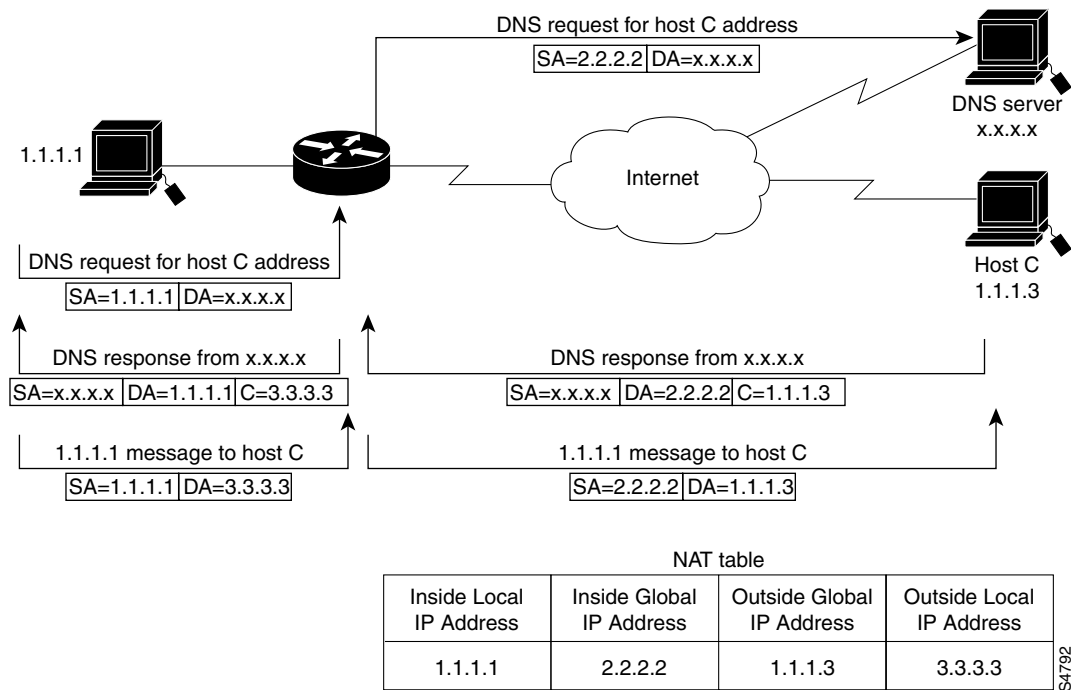 DNS request for host C address
SA=2.2.2.2 DA=x.x.x.x
DNS server
x.x.x.x
1.1.1.1
Internet
DNS request for host C address
SA=1.1.1.1 DA=x.x.x.x
Host C
1.1.1.3
DNS response from x.x.x.x
SA=x.x.x.x DA=1.1.1.1 C=3.3.3.3
DNS response from x.x.x.x
SA=x.x.x.x DA=2.2.2.2 C=1.1.1.3
1.1.1.1 message to host C
SA=1.1.1.1 DA=3.3.3.3
1.1.1.1 message to host C
SA=2.2.2.2 DA=1.1.1.3
NAT table
Inside Local Inside Global Outside Global Outside Local
IP Address IP Address IP Address IP Address
1.1.1.1 2.2.2.2 1.1.1.3 3.3.3.3
S4792